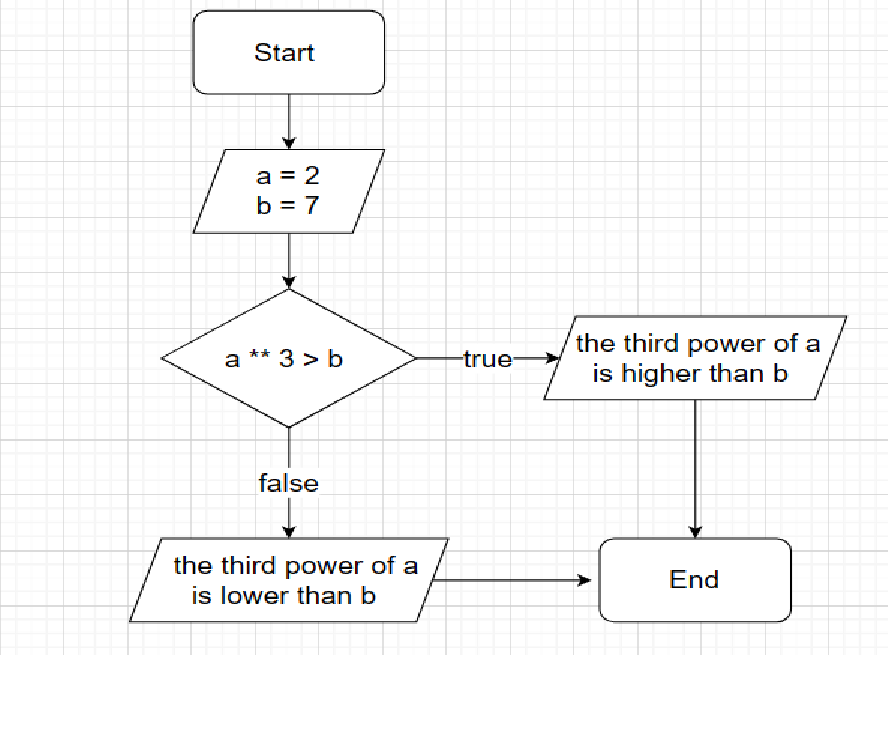 Start
a = 2
b = 7
a ** 3 > b
true
the third power of a
is higher than b
false
the third power of a
is lower than b
End